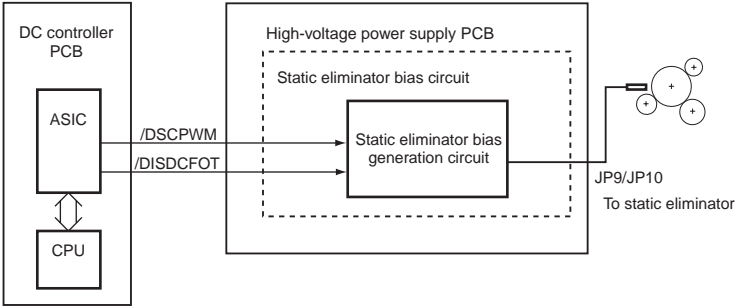 DC controller
PCB
ASIC
CPU
/DSCPWM
/DISDCFOT
High-voltage power supply PCB
Static eliminator bias circuit
Static eliminator bias
generation circuit
JP9/JP10
To static eliminator